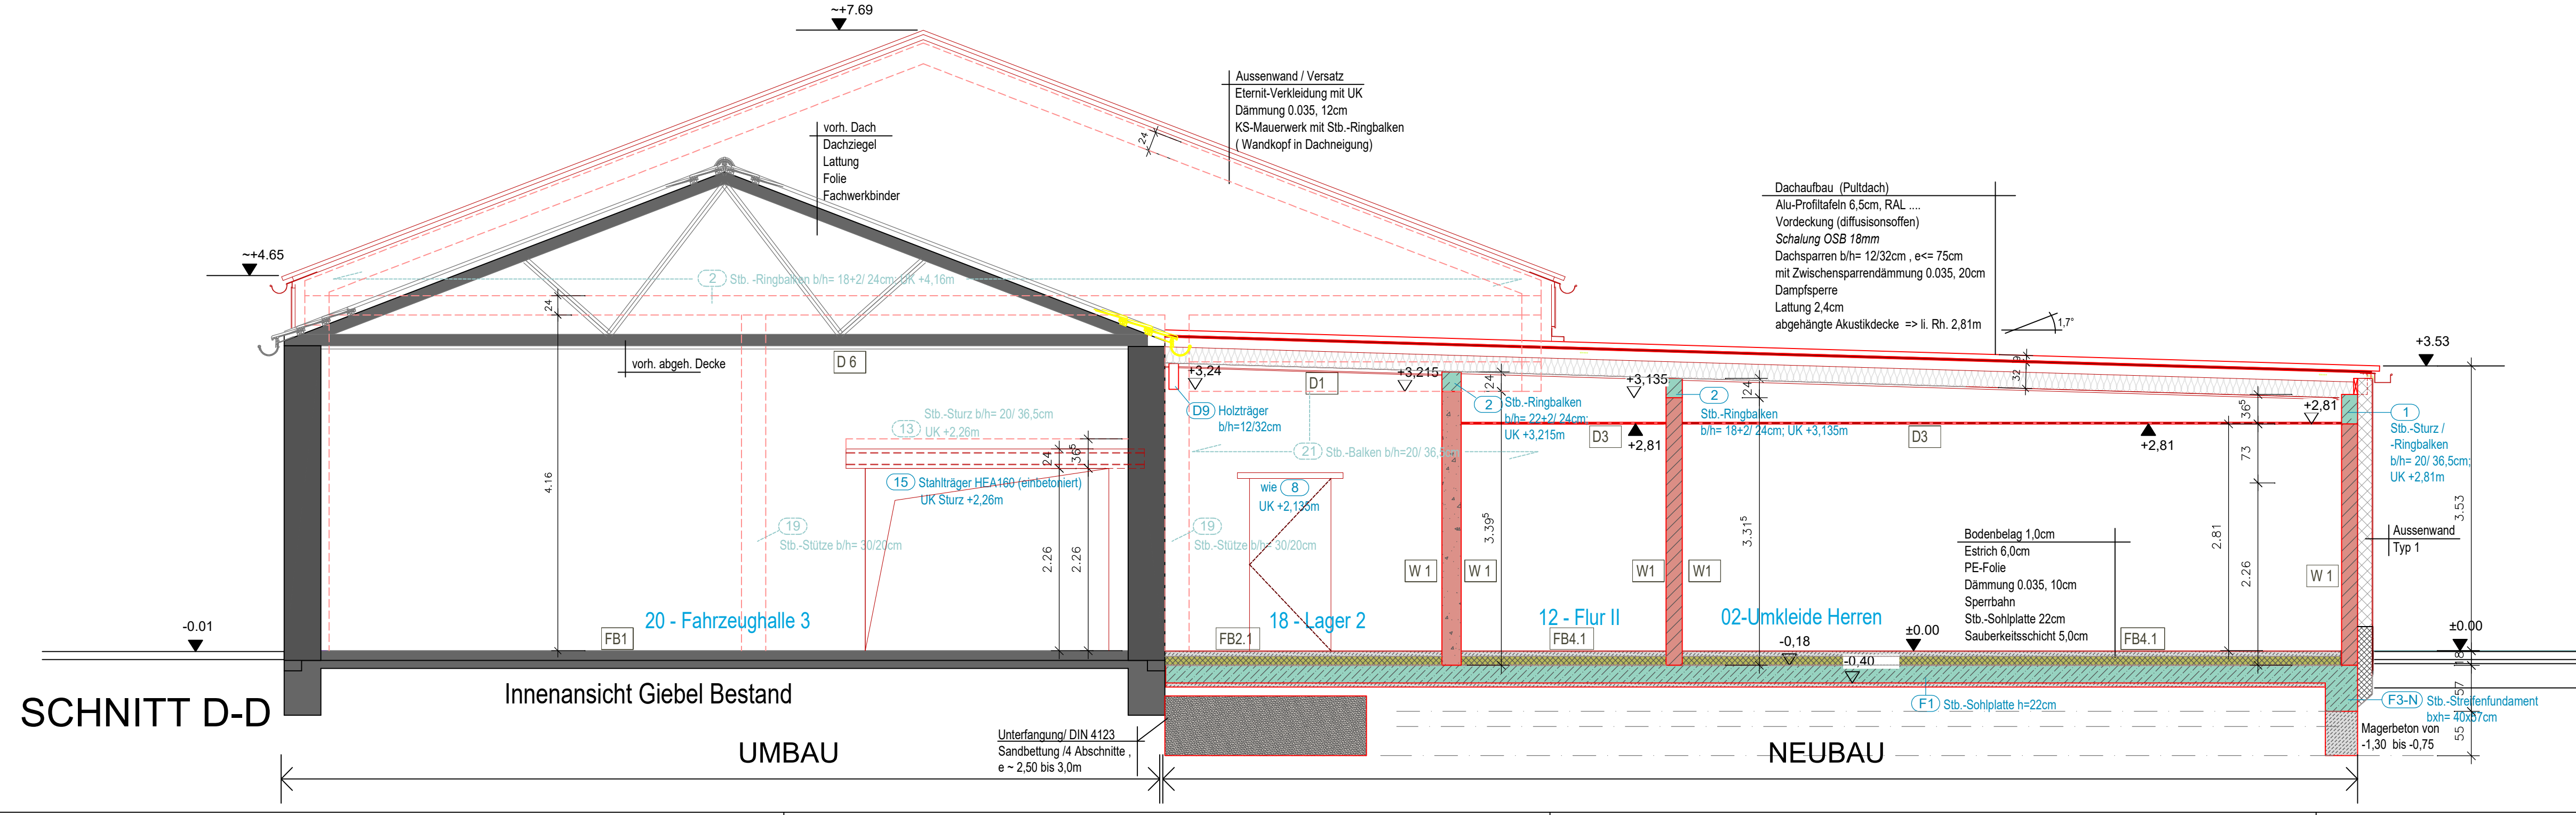 ~+7.69
Aussenwand / Versatz
Eternit-Verkleidung mit UK
Dämmung 0.035, 12cm
KS-Mauerwerk mit Stb.-Ringbalken
( Wandkopf in Dachneigung)
24
vorh. Dach
Dachziegel
Lattung
Folie
Fachwerkbinder
Dachaufbau (Pultdach)
Alu-Profiltafeln 6,5cm, RAL ....
Vordeckung (diffusisonsoffen)
Schalung OSB 18mm
Dachsparren b/h= 12/32cm , e<= 75cm
mit Zwischensparrendämmung 0.035, 20cm
Dampfsperre
Lattung 2,4cm
abgehängte Akustikdecke => li. Rh. 2,81m
1,7°
~+4.65
2 Stb. -Ringbalken b/h= 18+2/ 24cm; UK +4,16m
24
4.16
vorh. abgeh. Decke
D 6
+3.53
9
32
+3,24
D1
+3,215
24
+3,135
24
+2,81
36⁵
D9 Holzträger
b/h=12/32cm
2 Stb.-Ringbalken
b/h= 22+2/ 24cm;
UK +3,215m
2
Stb.-Ringbalken
b/h= 18+2/ 24cm; UK +3,135m
1
Stb.-Sturz /
-Ringbalken
b/h= 20/ 36,5cm;
UK +2,81m
Stb.-Sturz b/h= 20/ 36,5cm
13 UK +2,26m
D3
+2,81
D3
+2,81
24
36⁵
21 Stb.-Balken b/h=20/ 36,
73
15 Stahlträger HEA160 (einbetoniert)
UK Sturz +2,26m
wie 8
UK +2,135m
3.53
19
Stb.-Stütze b/h= 30/20cm
19
Stb.-Stütze b/h= 30/20cm
3.39⁵
3.31⁵
2.81
2.26
2.26
2.26
Bodenbelag 1,0cm
Estrich 6,0cm
PE-Folie
Dämmung 0.035, 10cm
Sperrbahn
Stb.-Sohlplatte 22cm
Sauberkeitsschicht 5,0cm
Aussenwand
Typ 1
W 1
W 1
W1
W1
W 1
20 - Fahrzeughalle 3
18 - Lager 2
12 - Flur II
02-Umkleide Herren
-0.01
FB1
FB2.1
FB4.1
-0,18
±0.00
FB4.1
±0.00
-0,40
18
57
55
F1 Stb.-Sohlplatte h=22cm
F3-N Stb.-Streifenfundament
bxh= 40x57cm
Magerbeton von
-1,30 bis -0,75
SCHNITT D-D
Innenansicht Giebel Bestand
Unterfangung/ DIN 4123
Sandbettung /4 Abschnitte ,
e ~ 2,50 bis 3,0m
UMBAU
NEUBAU